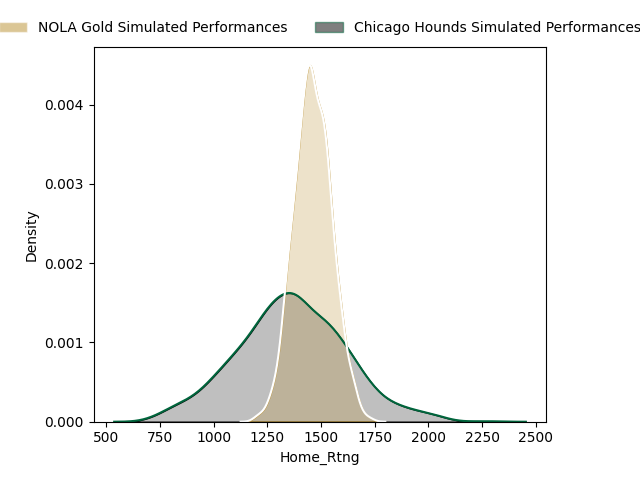 NOLA Gold Simulated Performances Chicago Hounds Simulated Performances
0.004
0.003
0.002
0.001
0.000
Density
500 750 1000 1250 1500 1750 2000 2250 2500
Home_Rtng